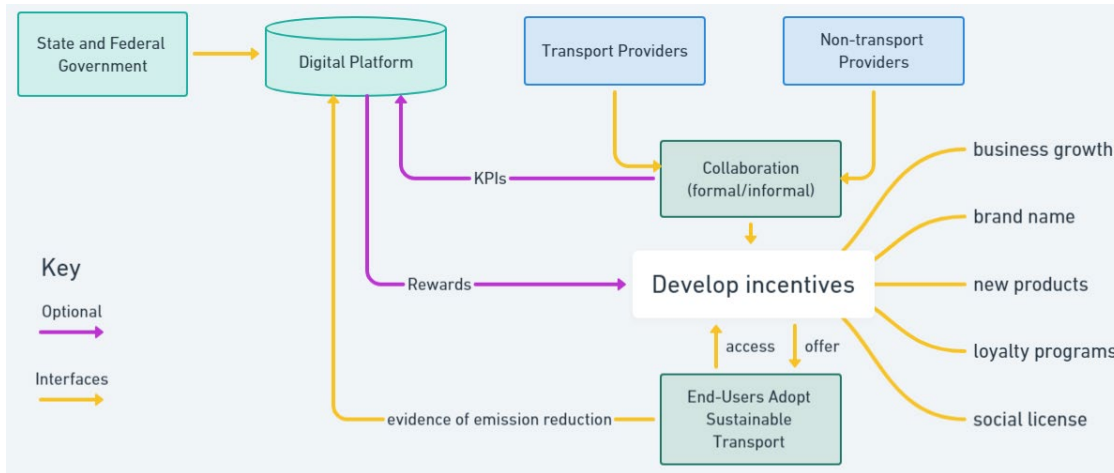 State and Federal
Government
Digital Platform
Transport Providers
Non-transport
Providers
Collaboration
(formal/informal)
KPIs
business growth
brand name
Key
Optional
Interfaces
Rewards
Develop incentives
new products
access
offer
loyalty programs
evidence of emission reduction
End-Users Adopt
Sustainable
Transport
social license